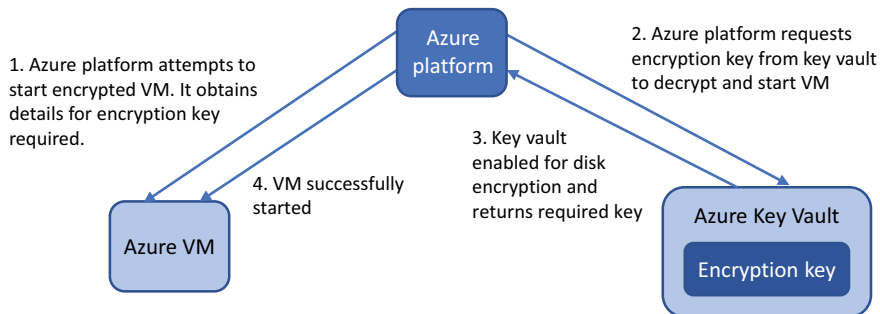 Azure
platform
1. Azure platform attempts to
start encrypted VM. It obtains
details for encryption key
required.
2. Azure platform requests
encryption key from key vault
to decrypt and start VM
3. Key vault
enabled for disk
encryption and
returns required key
4. VM successfully
started
Azure VM
Azure Key Vault
Encryption key